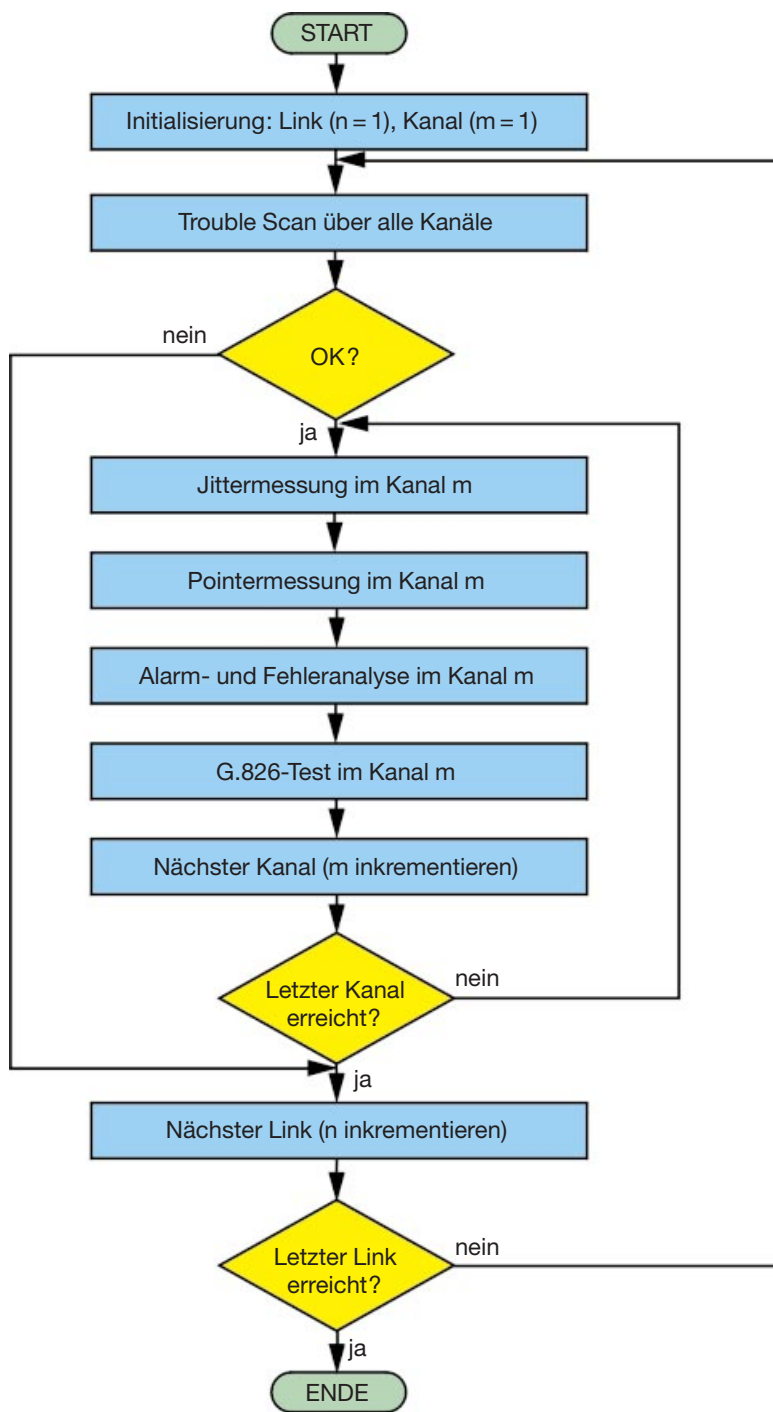 START
Initialisierung: Link (n = 1), Kanal (m = 1)
Trouble Scan über alle Kanäle
nein
OK?
ja
Jittermessung im Kanal m
Pointermessung im Kanal m
Alarm- und Fehleranalyse im Kanal m
G.826-Test im Kanal m
Nächster Kanal (m inkrementieren)
Letzter Kanal
erreicht?
nein
ja
Nächster Link (n inkrementieren)
Letzter Link
erreicht?
nein
ja
ENDE